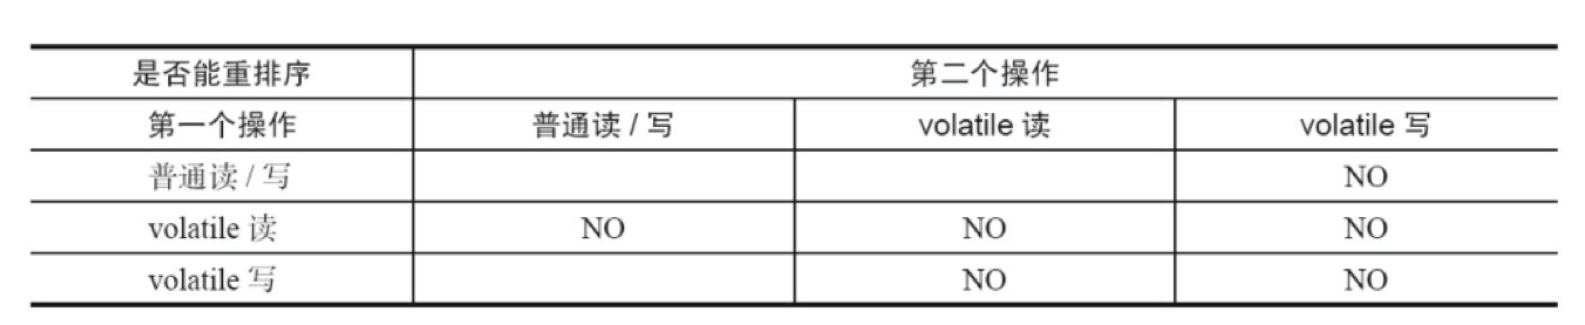 是否能重排序 第二个操作
第一个操作 普通读 / 写 volatile 读 volatile 写
普通读 / 写 NO
volatile 读 NO NO NO
volatile 写 NO NO